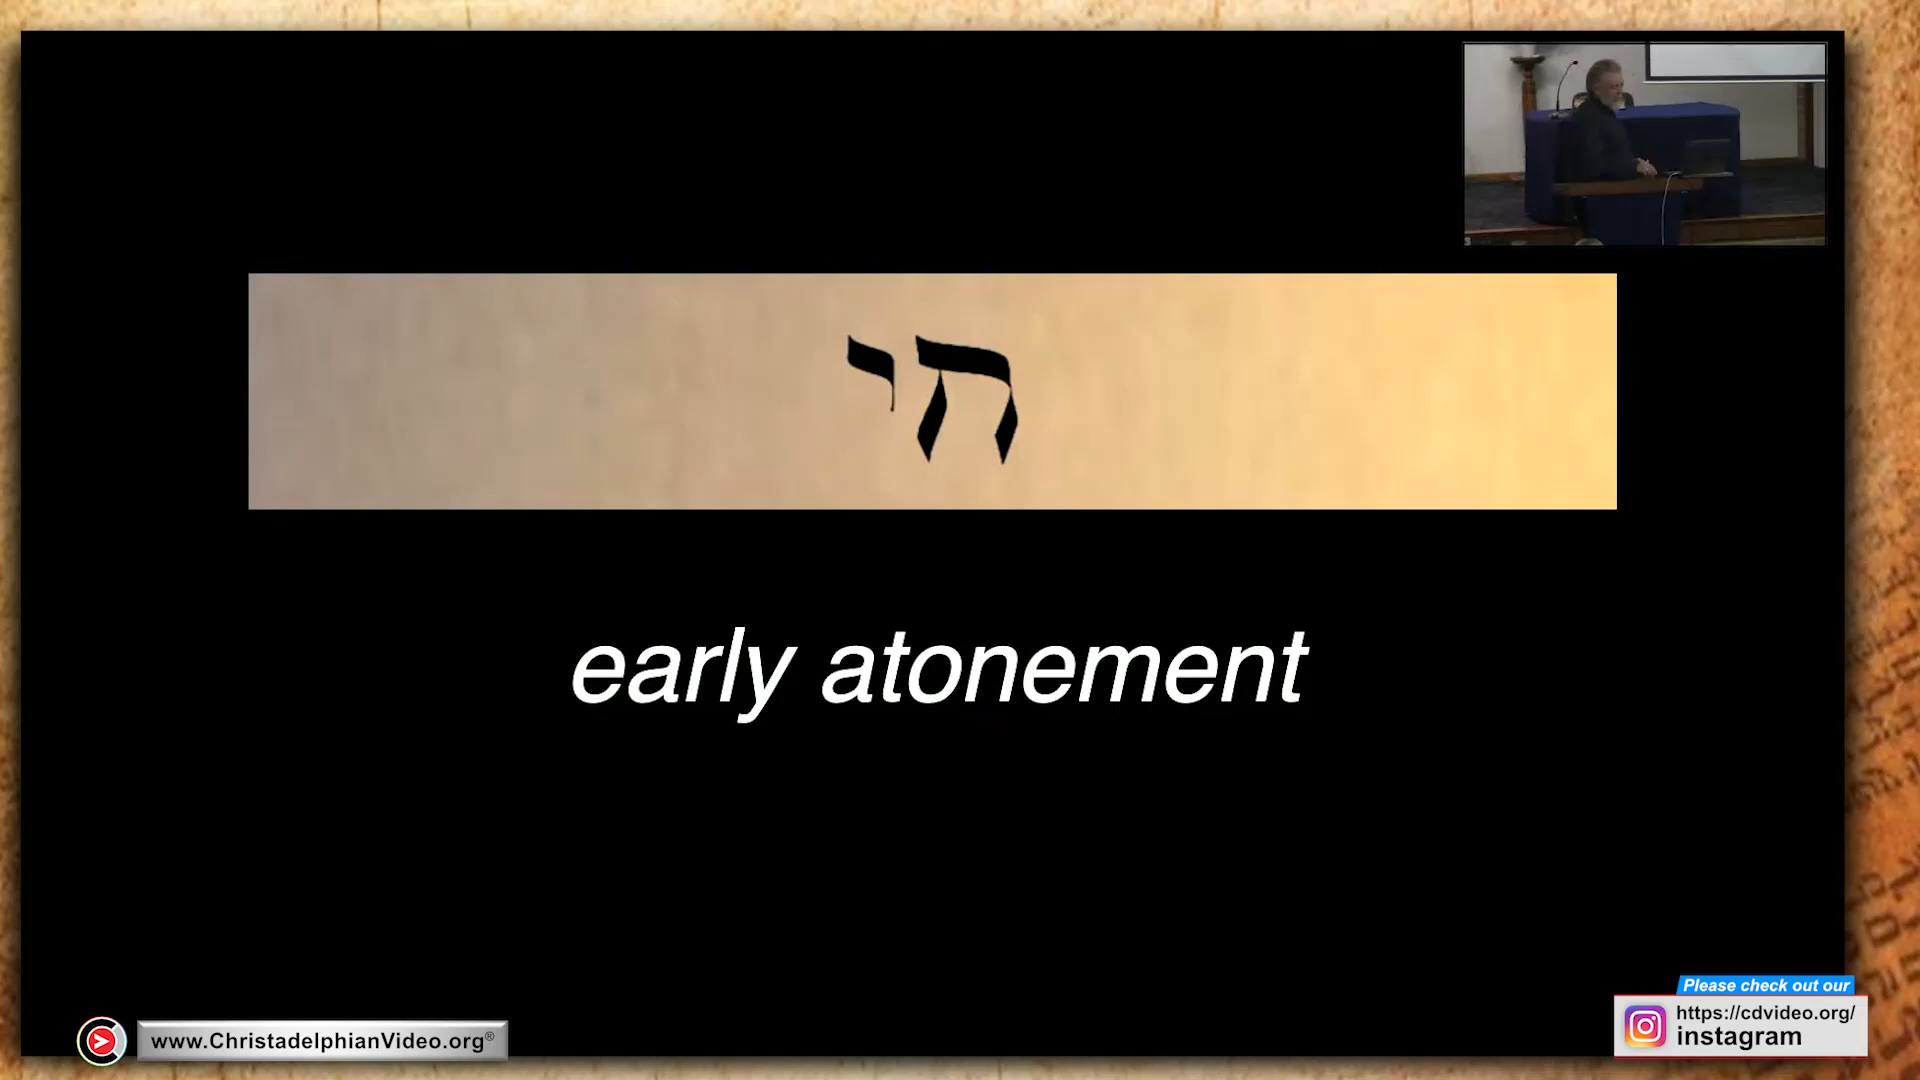 חי
early atonement
www.ChristadelphianVideo.org®
Please check out our
https://cdvideo.org/
instagram